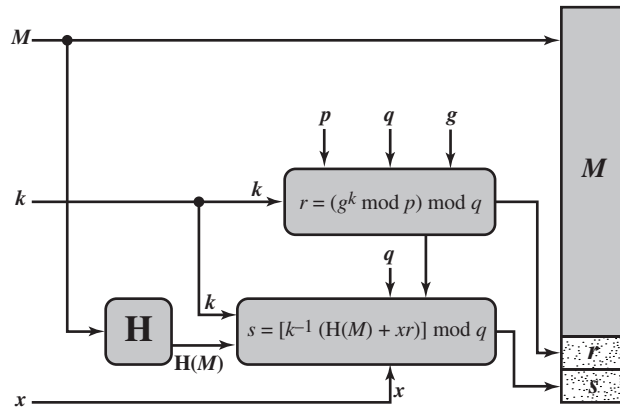 M
p q g
M
k
k
r = (g^k mod p) mod q
q
k
s = [k^–1 (H(M) + xr)] mod q
H
H(M)
r
x
x
s